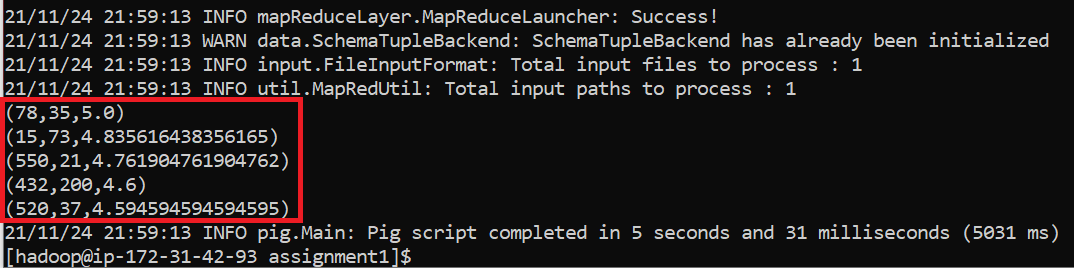 21/11/24 21:59:13 INFO mapReduceLayer.MapReduceLauncher: Success!
21/11/24 21:59:13 WARN data.SchemaTupleBackend: SchemaTupleBackend has already been initialized
21/11/24 21:59:13 INFO input.FileInputFormat: Total input files to process : 1
21/11/24 21:59:13 INFO util.MapRedUtil: Total input paths to process : 1
(78,35,5.0)
(15,73,4.835616438356165)
(550,21,4.761904761904762)
(432,200,4.6)
(520,37,4.594594594594595)
21/11/24 21:59:13 INFO pig.Main: Pig script completed in 5 seconds and 31 milliseconds (5031 ms)
[hadoop@ip-172-31-42-93 assignment1]$